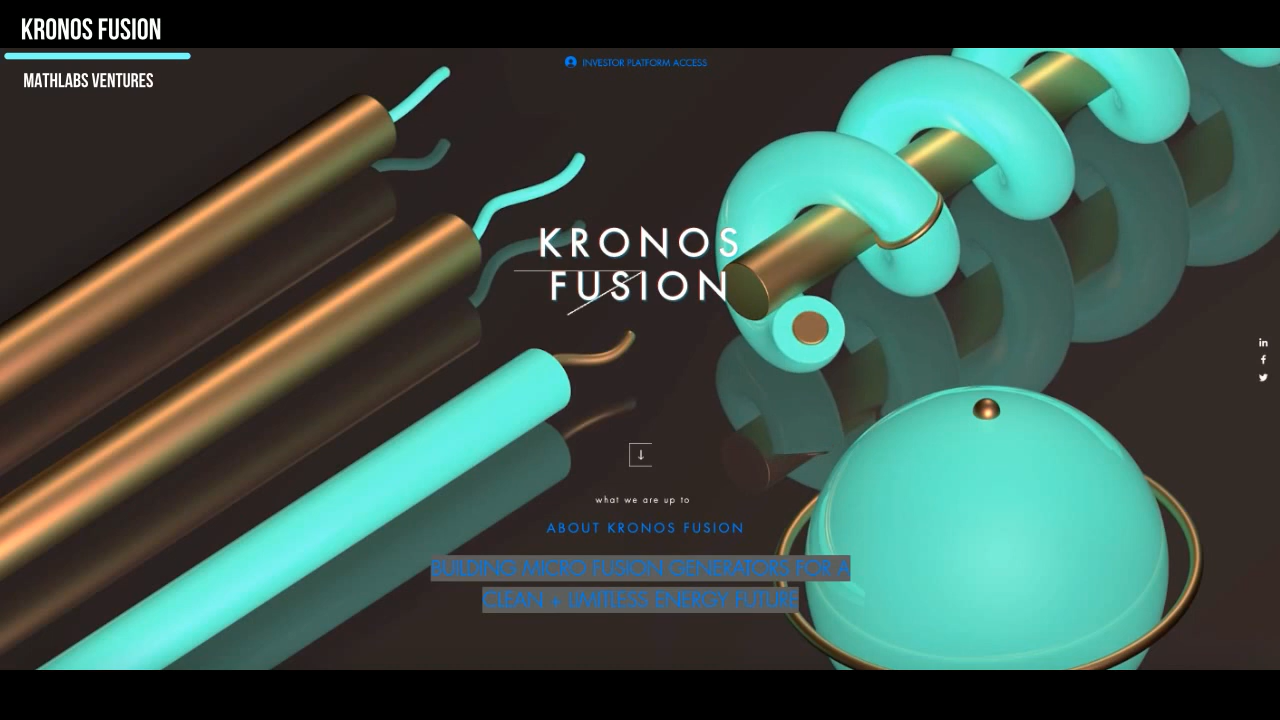 KRONOS FUSION
MATHLABS VENTURES
INVESTOR PLATFORM ACCESS
KRONOS
FUSION
what we are up to
ABOUT KRONOS FUSION
BUILDING MICRO FUSION GENERATORS FOR A
CLEAN + LIMITLESS ENERGY FUTURE